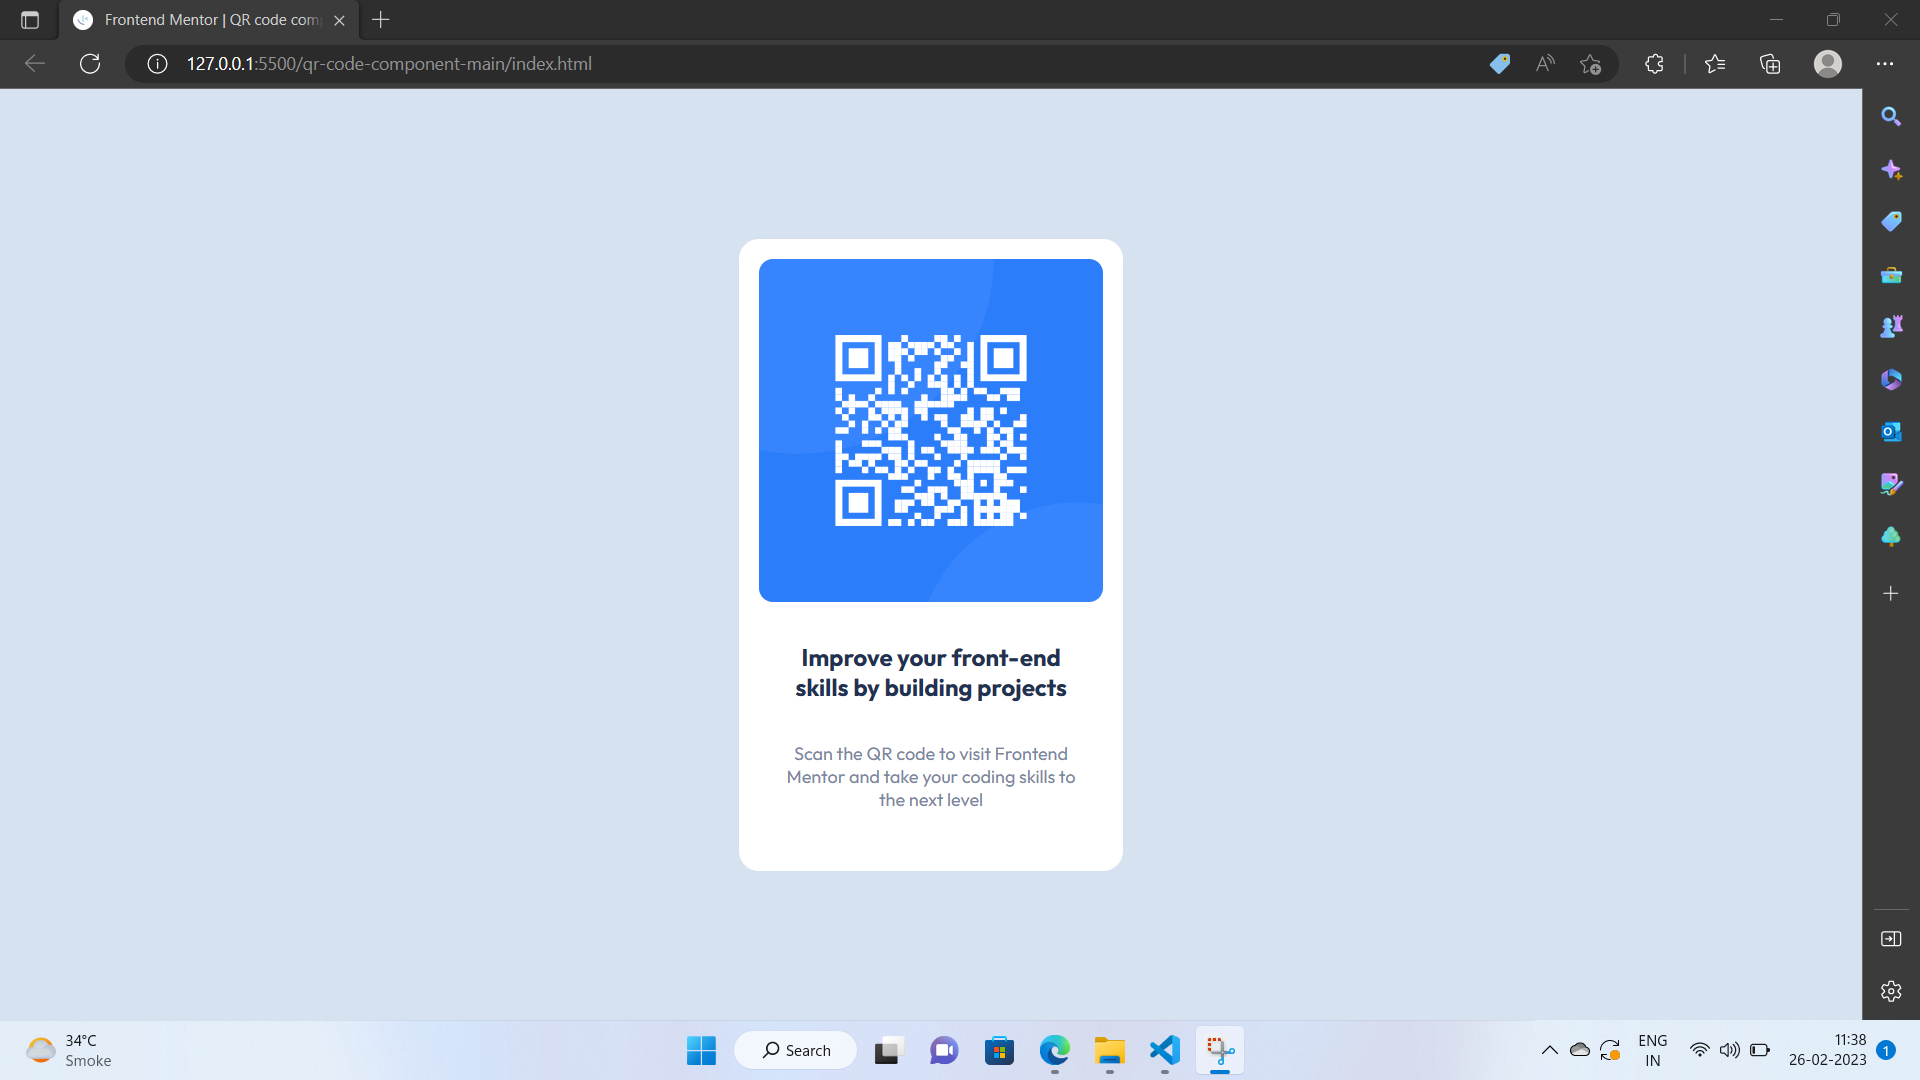 Frontend Mentor | QR code com
127.0.0.1:5500/qr-code-component-main/index.html
Improve your front-end
skills by building projects
Scan the QR code to visit Frontend
Mentor and take your coding skills to
the next level
34°C
Smoke
Search
ENG
IN
11:38
26-02-2023
1